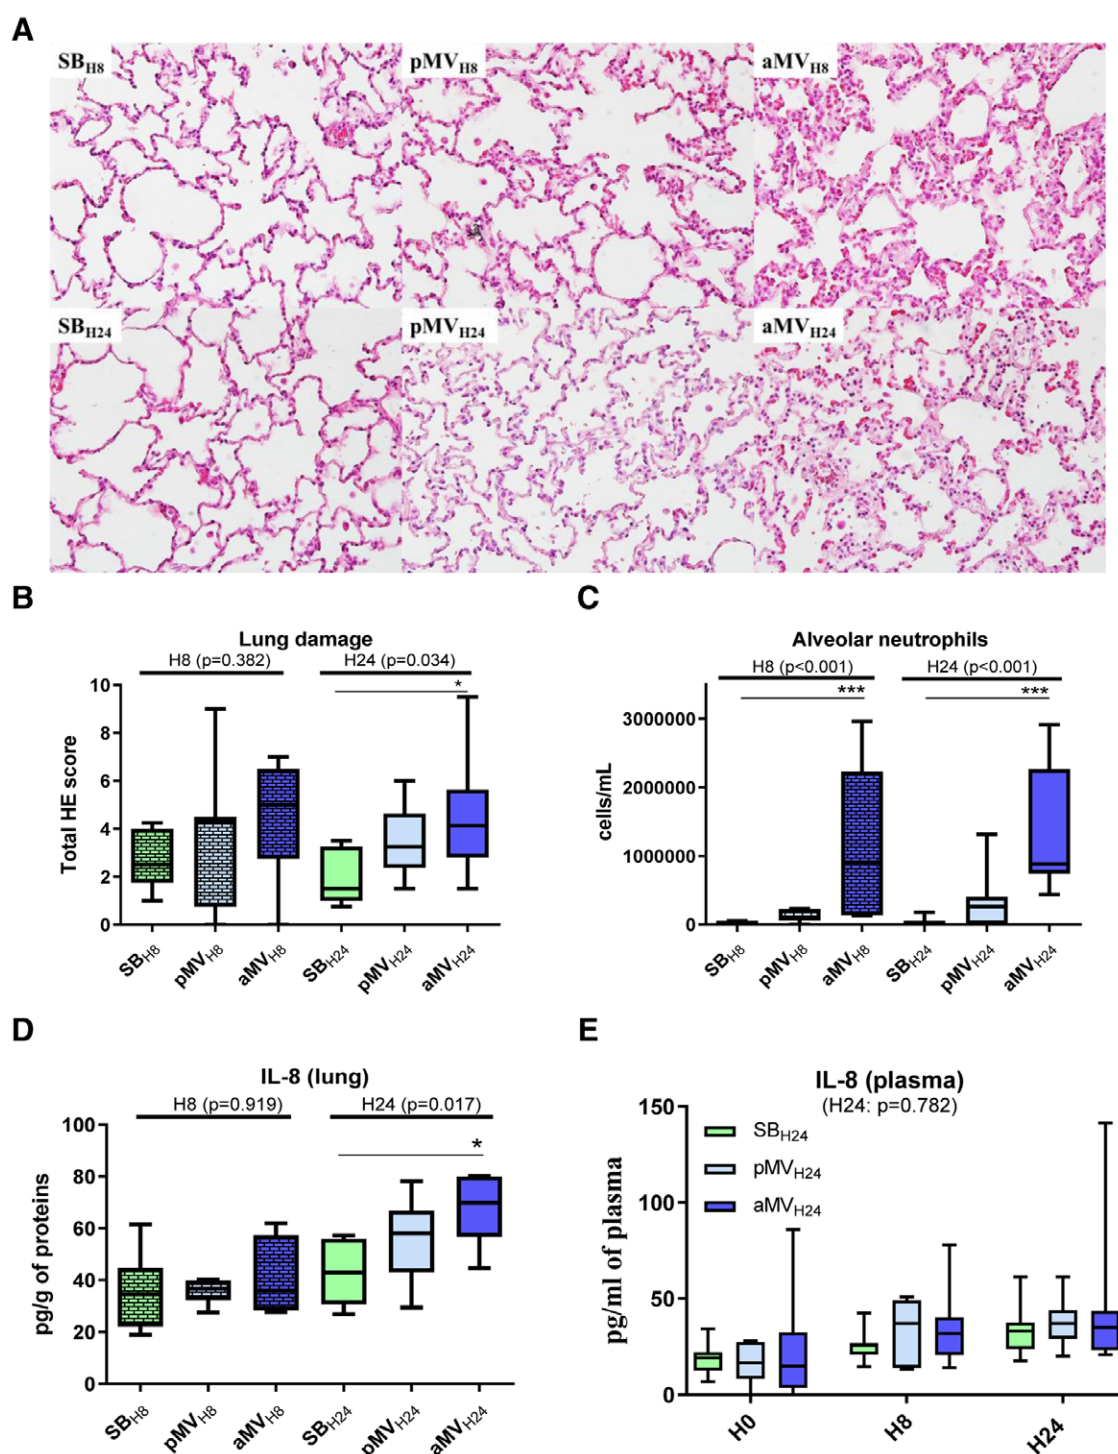 A
SBH8
pMVH8
aMVH8
SBH24
pMVH24
aMVH24
B
Lung damage
H8 (p=0.382)
H24 (p=0.034)
*
Total HE score
10
8
6
4
2
0
SBH8
pMVH8
aMVH8
SBH24
pMVH24
aMVH24
C
Alveolar neutrophils
H8 (p<0.001)
H24 (p<0.001)
***
***
cells/mL
3000000
2000000
1000000
0
SBH8
pMVH8
aMVH8
SBH24
pMVH24
aMVH24
D
IL-8 (lung)
H8 (p=0.919)
H24 (p=0.017)
*
pg/g of proteins
100
80
60
40
20
0
SBH8
pMVH8
aMVH8
SBH24
pMVH24
aMVH24
E
IL-8 (plasma)
(H24: p=0.782)
pg/ml of plasma
150
100
50
0
SBH24
pMVH24
aMVH24
H0
H8
H24